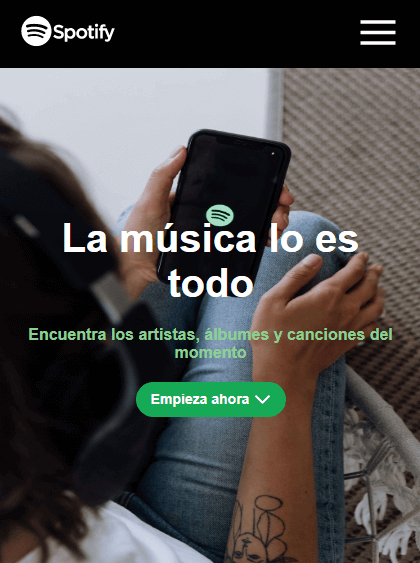 Spotify
La música lo es
todo
Encuentra los artistas, álbumes y canciones del
momento
Empieza ahora